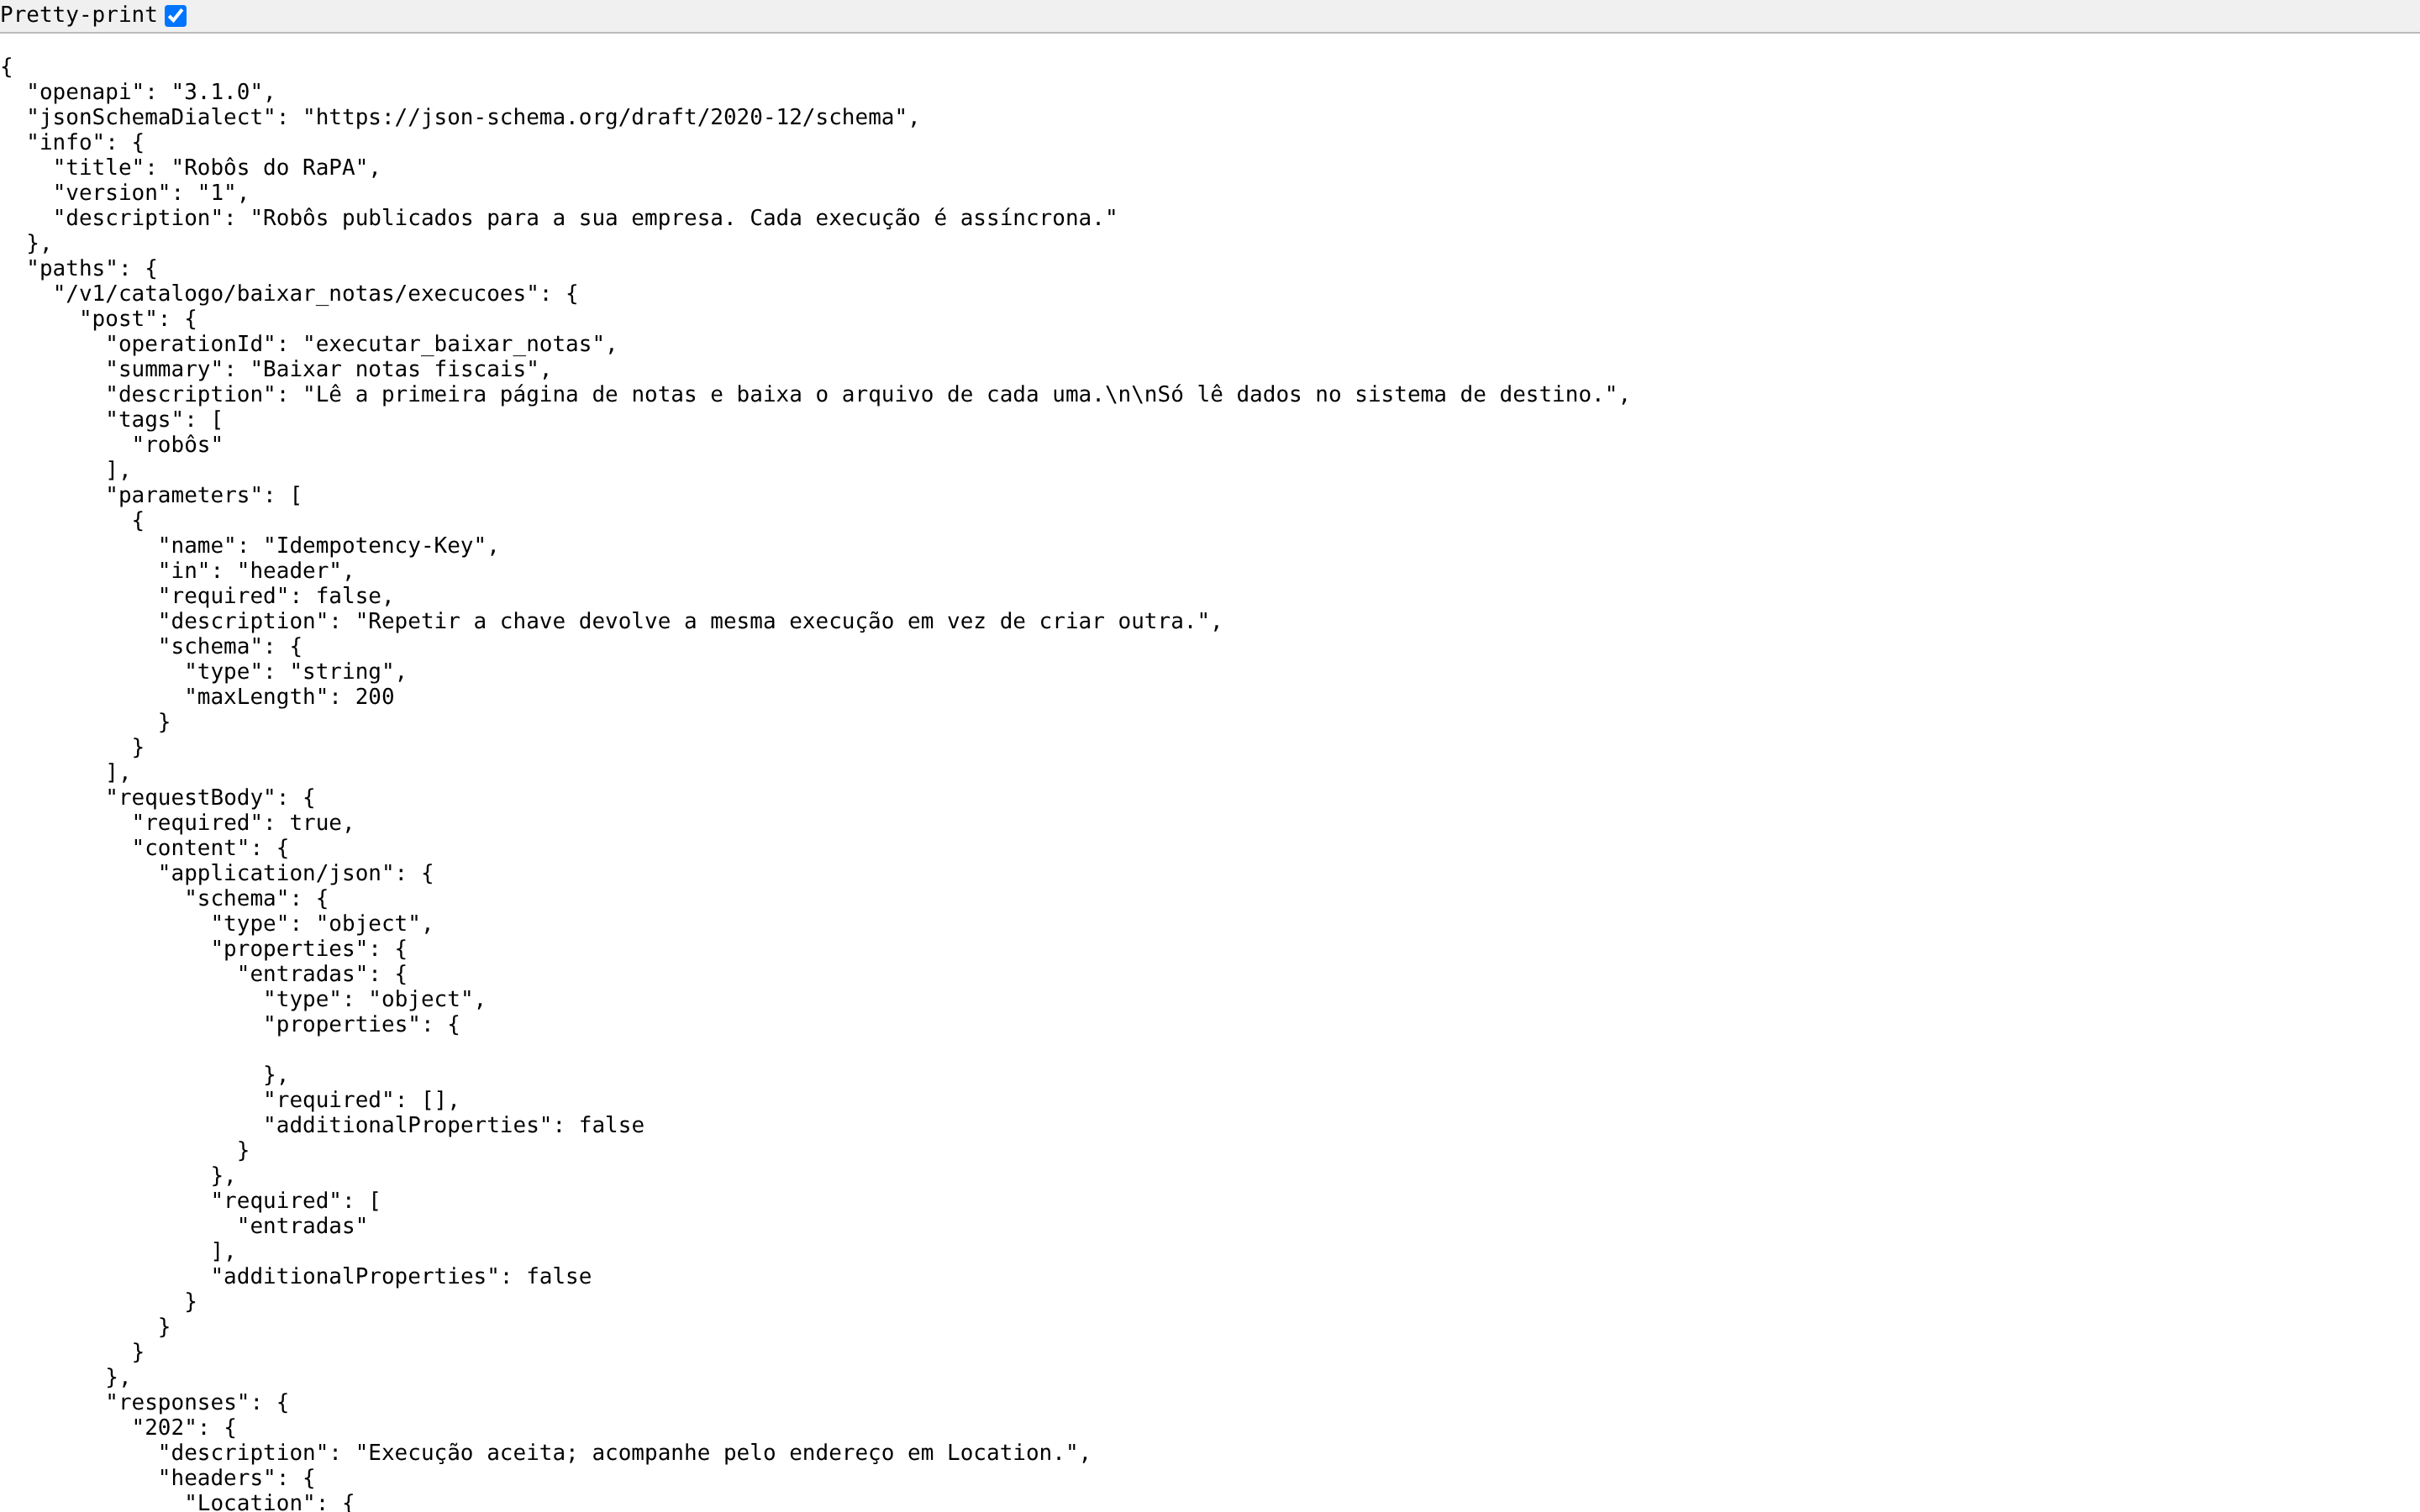 Pretty-print
{
  "openapi": "3.1.0",
  "jsonSchemaDialect": "https://json-schema.org/draft/2020-12/schema",
  "info": {
    "title": "Robôs do RaPA",
    "version": "1",
    "description": "Robôs publicados para a sua empresa. Cada execução é assíncrona."
  },
  "paths": {
    "/v1/catalogo/baixar_notas/execucoes": {
      "post": {
        "operationId": "executar_baixar_notas",
        "summary": "Baixar notas fiscais",
        "description": "Lê a primeira página de notas e baixa o arquivo de cada uma.\n\nSó lê dados no sistema de destino.",
        "tags": [
          "robôs"
        ],
        "parameters": [
          {
            "name": "Idempotency-Key",
            "in": "header",
            "required": false,
            "description": "Repetir a chave devolve a mesma execução em vez de criar outra.",
            "schema": {
              "type": "string",
              "maxLength": 200
            }
          }
        ],
        "requestBody": {
          "required": true,
          "content": {
            "application/json": {
              "schema": {
                "type": "object",
                "properties": {
                  "entradas": {
                    "type": "object",
                    "properties": {

                    },
                    "required": [],
                    "additionalProperties": false
                  }
                },
                "required": [
                  "entradas"
                ],
                "additionalProperties": false
              }
            }
          }
        },
        "responses": {
          "202": {
            "description": "Execução aceita; acompanhe pelo endereço em Location.",
            "headers": {
              "Location": {